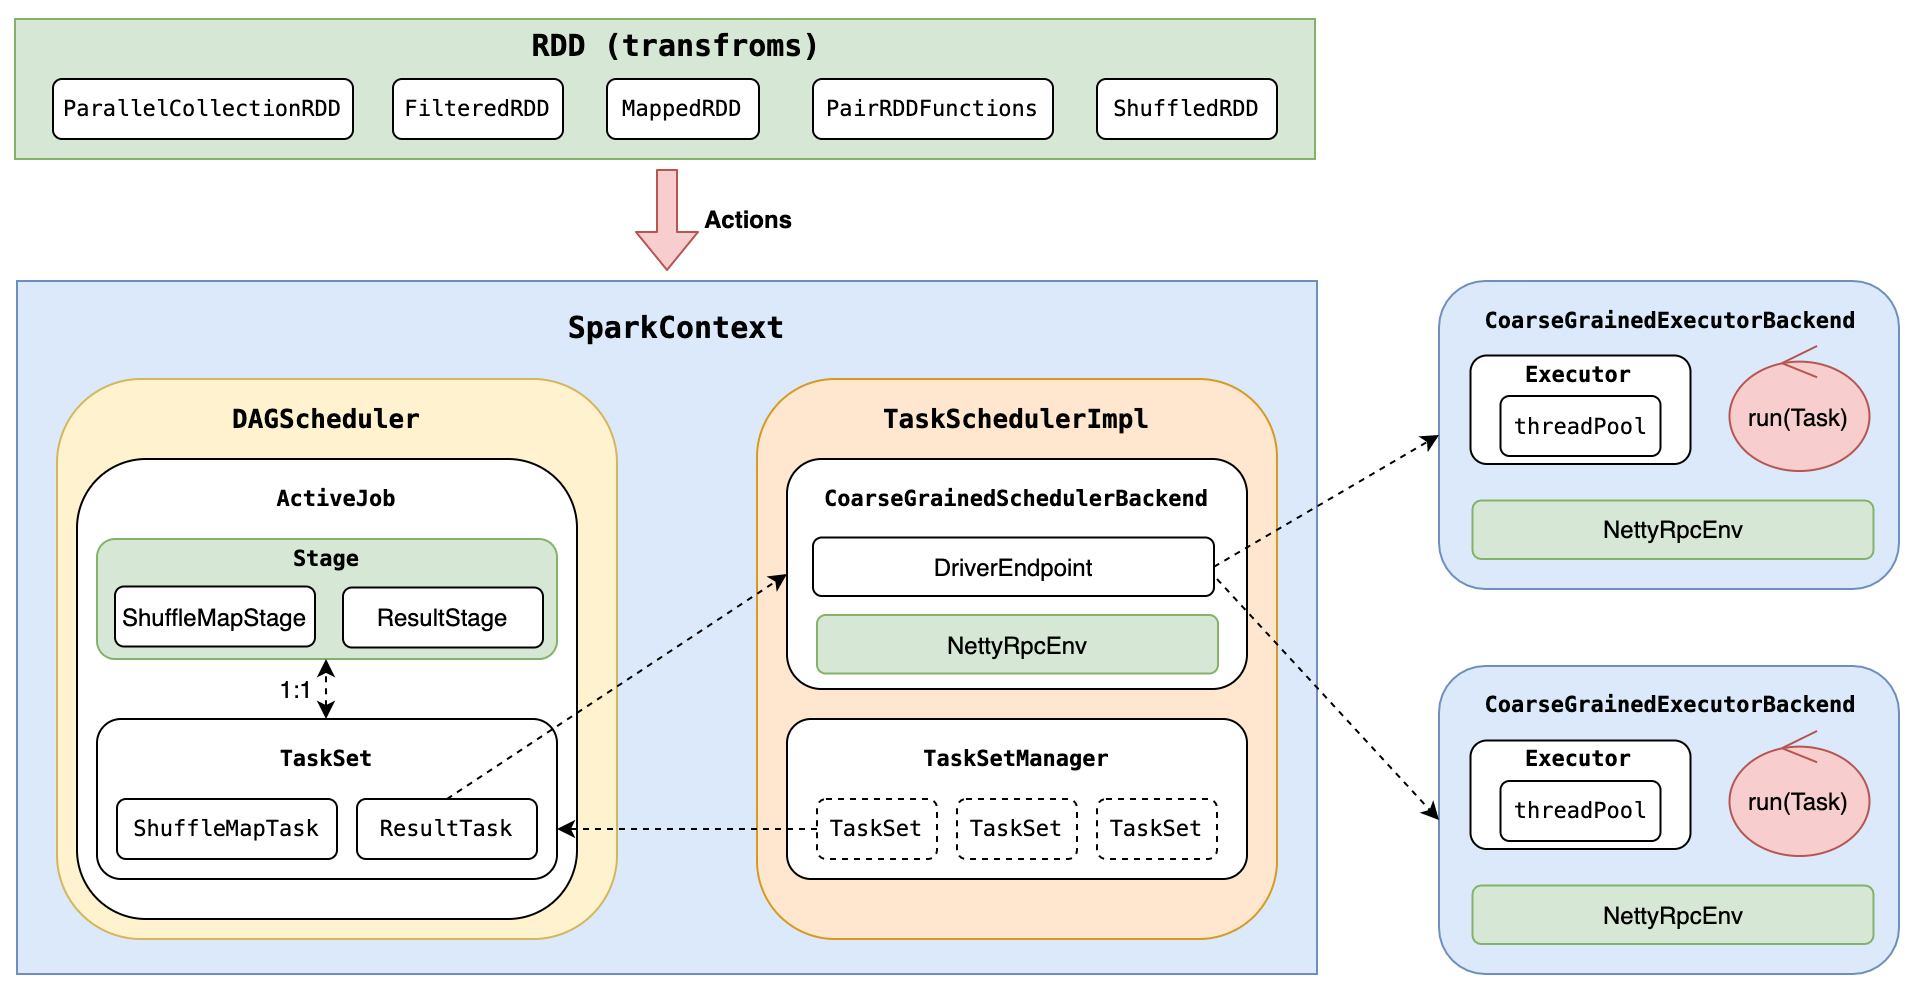 RDD (transfroms)
ParallelCollectionRDD
FilteredRDD
MappedRDD
PairRDDFunctions
ShuffledRDD
Actions
SparkContext
DAGScheduler
ActiveJob
Stage
ShuffleMapStage
ResultStage
1:1
TaskSet
ShuffleMapTask
ResultTask
TaskSchedulerImpl
CoarseGrainedSchedulerBackend
DriverEndpoint
NettyRpcEnv
TaskSetManager
TaskSet
TaskSet
TaskSet
CoarseGrainedExecutorBackend
Executor
threadPool
run(Task)
NettyRpcEnv
CoarseGrainedExecutorBackend
Executor
threadPool
run(Task)
NettyRpcEnv